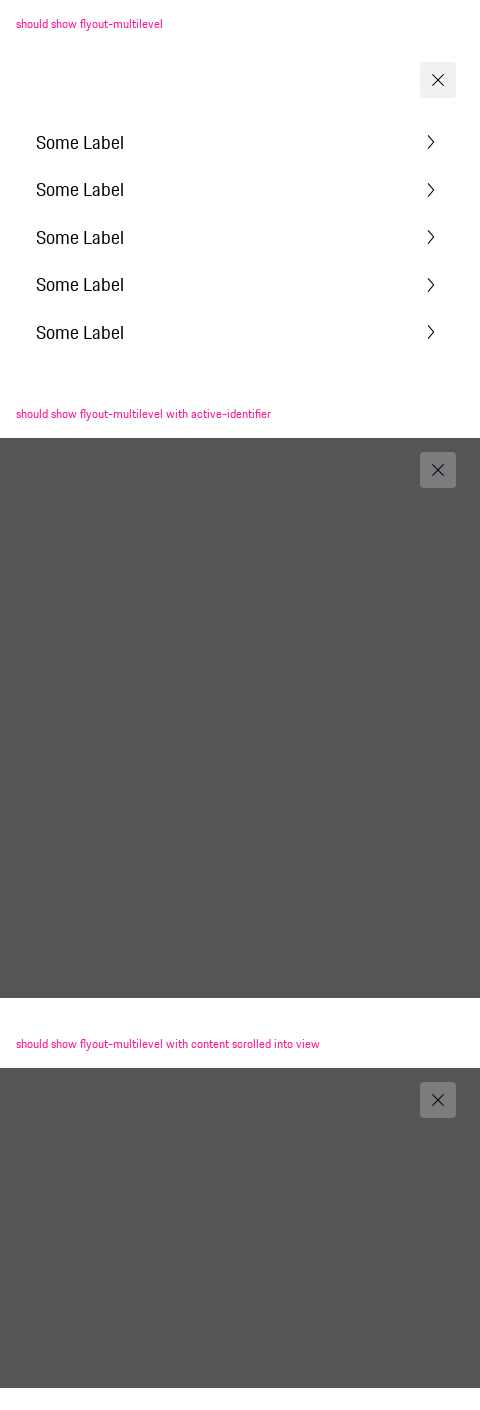 should show flyout-multilevel
Some Label
Some Label
Some Label
Some Label
Some Label
should show flyout-multilevel with active-identifier
should show flyout-multilevel with content scrolled into view